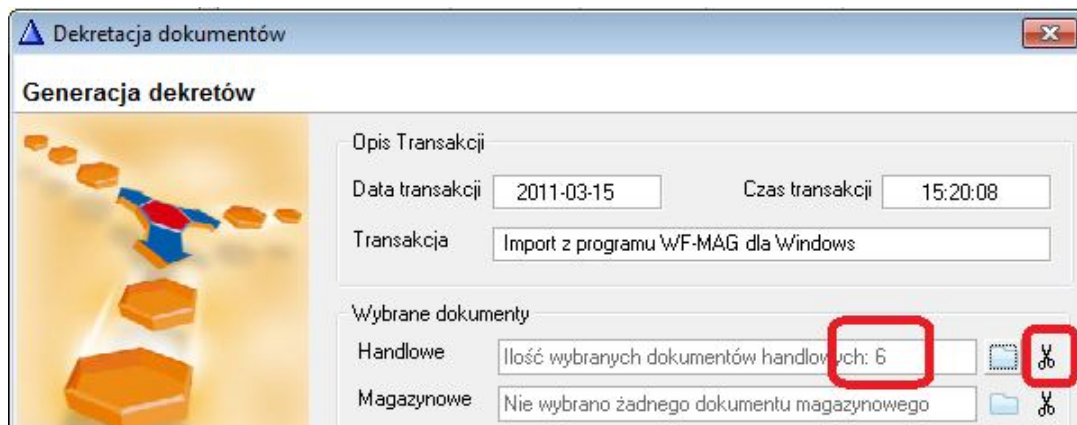 Dekretacja dokumentów
Generacja dekretów
Opis Transakcji
Data transakcji 2011-03-15 Czas transakcji 15:20:08
Transakcja Import z programu WF-MAG dla Windows
Wybrane dokumenty
Handlowe Ilość wybranych dokumentów handlowych: 6
Magazynowe Nie wybrano żadnego dokumentu magazynowego